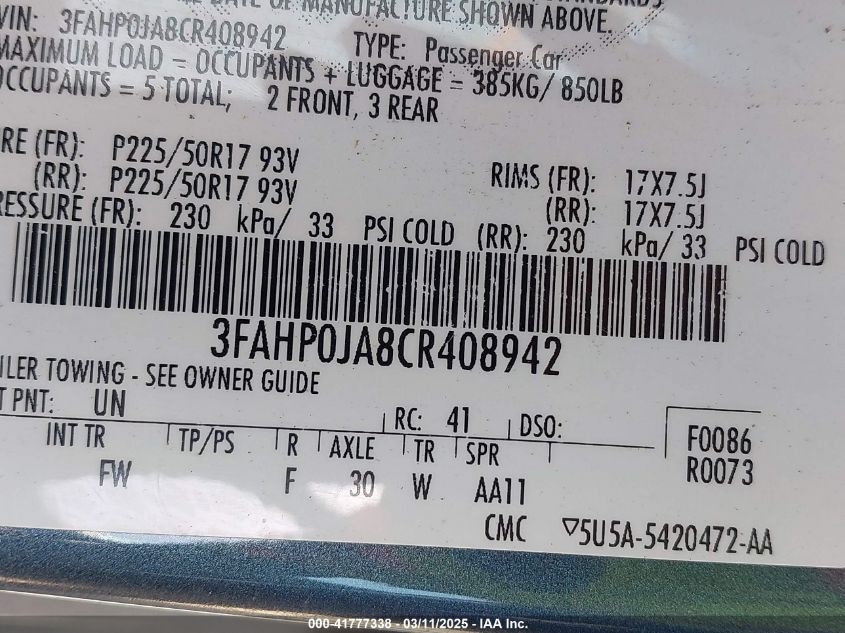 DATE OF MANUFACTURE SHOWN ABOVE.
VIN: 3FAHP0JA8CR408942
TYPE: Passenger Car
MAXIMUM LOAD = OCCUPANTS + LUGGAGE = 385KG/ 850LB
OCCUPANTS = 5 TOTAL; 2 FRONT, 3 REAR
RE (FR): P225/50R17 93V RIMS (FR): 17X7.5J
(RR): P225/50R17 93V (RR): 17X7.5J
RESSURE (FR): 230 kPa/ 33 PSI COLD (RR): 230 kPa/ 33 PSI COLD
3FAHP0JA8CR408942
ILER TOWING - SEE OWNER GUIDE
T PNT: UN RC: 41 DSO:
INT TR TP/PS R AXLE TR SPR F0086
FW F 30 W AA11 R0073
CMC ▽5U5A-5420472-AA
000-41777338 - 03/11/2025 - IAA Inc.